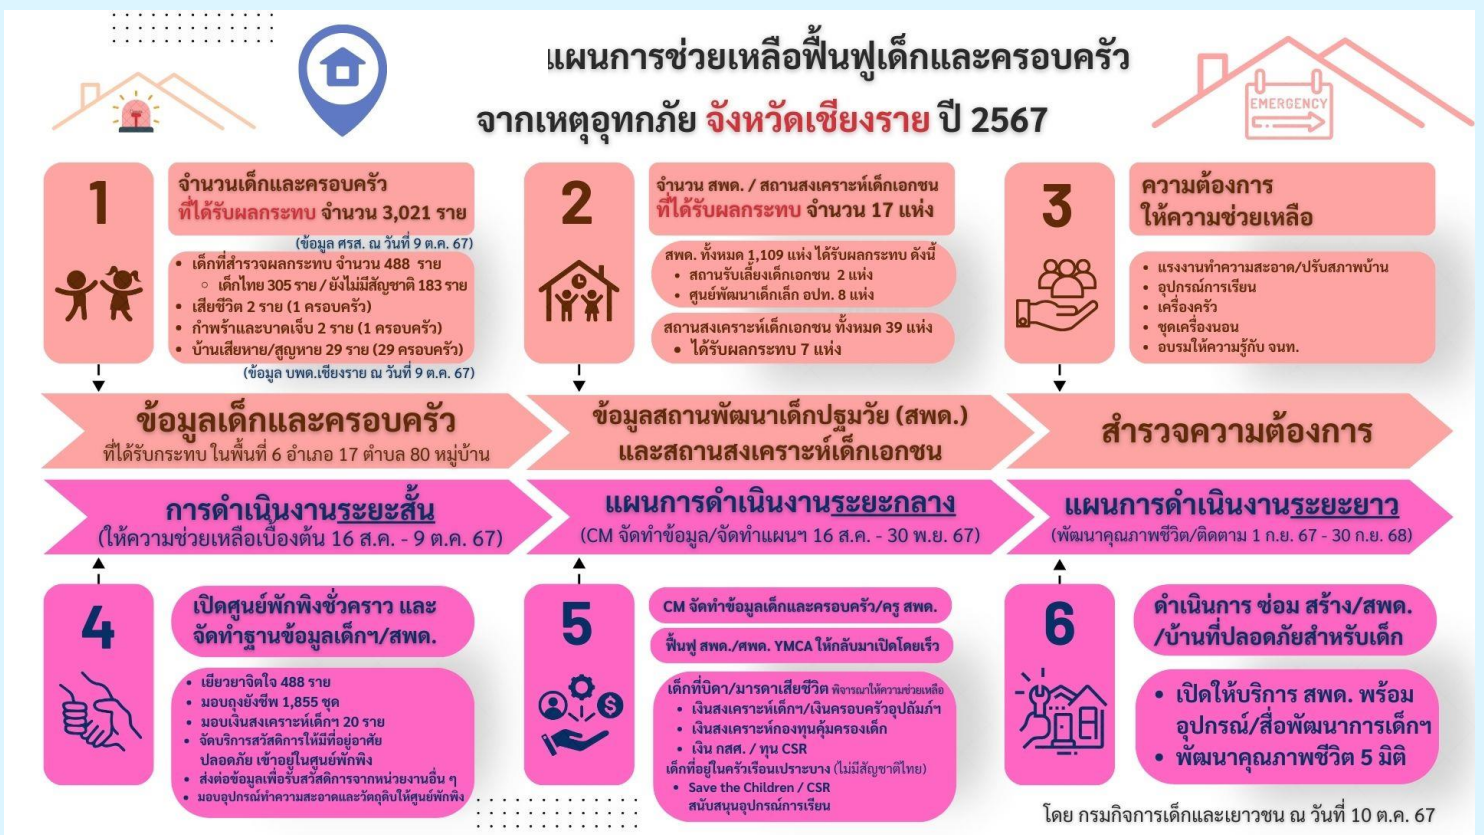 แผนการช่วยเหลือฟื้นฟูเด็กและครอบครัว
จากเหตุอุทกภัย จังหวัดเชียงราย ปี 2567
EMERGENCY
1
จำนวนเด็กและครอบครัว
ที่ได้รับผลกระทบ จำนวน 3,021 ราย
(ข้อมูล ศรส. ณ วันที่ 9 ต.ค. 67)
• เด็กที่สำรวจผลกระทบ จำนวน 488 ราย
○ เด็กไทย 305 ราย / ยังไม่มีสัญชาติ 183 ราย
• เสียชีวิต 2 ราย (1 ครอบครัว)
• กำพร้าและบาดเจ็บ 2 ราย (1 ครอบครัว)
• บ้านเสียหาย/สูญหาย 29 ราย (29 ครอบครัว)
(ข้อมูล บพด.เชียงราย ณ วันที่ 9 ต.ค. 67)
2
จำนวน สพด. / สถานสงเคราะห์เด็กเอกชน
ที่ได้รับผลกระทบ จำนวน 17 แห่ง
สพด. ทั้งหมด 1,109 แห่ง ได้รับผลกระทบ ดังนี้
• สถานรับเลี้ยงเด็กเอกชน 2 แห่ง
• ศูนย์พัฒนาเด็กเล็ก อปท. 8 แห่ง
สถานสงเคราะห์เด็กเอกชน ทั้งหมด 39 แห่ง
• ได้รับผลกระทบ 7 แห่ง
3
ความต้องการ
ให้ความช่วยเหลือ
• แรงงานทำความสะอาด/ปรับสภาพบ้าน
• อุปกรณ์การเรียน
• เครื่องครัว
• ชุดเครื่องนอน
• อบรมให้ความรู้กับ จนท.
ข้อมูลเด็กและครอบครัว
ที่ได้รับกระทบ ในพื้นที่ 6 อำเภอ 17 ตำบล 80 หมู่บ้าน
ข้อมูลสถานพัฒนาเด็กปฐมวัย (สพด.)
และสถานสงเคราะห์เด็กเอกชน
สำรวจความต้องการ
การดำเนินงานระยะสั้น
(ให้ความช่วยเหลือเบื้องต้น 16 ส.ค. - 9 ต.ค. 67)
แผนการดำเนินงานระยะกลาง
(CM จัดทำข้อมูล/จัดทำแผนฯ 16 ส.ค. - 30 พ.ย. 67)
แผนการดำเนินงานระยะยาว
(พัฒนาคุณภาพชีวิต/ติดตาม 1 ก.ย. 67 - 30 ก.ย. 68)
4
เปิดศูนย์พักพิงชั่วคราว และ
จัดทำฐานข้อมูลเด็กฯ/สพด.
• เยียวยาจิตใจ 488 ราย
• มอบถุงยังชีพ 1,855 ชุด
• มอบเงินสงเคราะห์เด็กฯ 20 ราย
• จัดบริการสวัสดิการให้มีที่อยู่อาศัย
ปลอดภัย เข้าอยู่ในศูนย์พักพิง
• ส่งต่อข้อมูลเพื่อรับสวัสดิการจากหน่วยงานอื่น ๆ
• มอบอุปกรณ์ทำความสะอาดและวัตถุดิบให้ศูนย์พักพิง
5
CM จัดทำข้อมูลเด็กและครอบครัว/ครู สพด.
ฟื้นฟู สพด./ศพด. YMCA ให้กลับมาเปิดโดยเร็ว
เด็กที่บิดา/มารดาเสียชีวิต พิจารณาให้ความช่วยเหลือ
• เงินสงเคราะห์เด็กฯ/เงินครอบครัวอุปถัมภ์ฯ
• เงินสงเคราะห์กองทุนคุ้มครองเด็ก
• เงิน กสศ. / ทุน CSR
เด็กที่อยู่ในครัวเรือนเปราะบาง (ไม่มีสัญชาติไทย)
• Save the Children / CSR
สนับสนุนอุปกรณ์การเรียน
6
ดำเนินการ ซ่อม สร้าง/สพด.
/บ้านที่ปลอดภัยสำหรับเด็ก
• เปิดให้บริการ สพด. พร้อม
อุปกรณ์/สื่อพัฒนาการเด็กฯ
• พัฒนาคุณภาพชีวิต 5 มิติ
โดย กรมกิจการเด็กและเยาวชน ณ วันที่ 10 ต.ค. 67